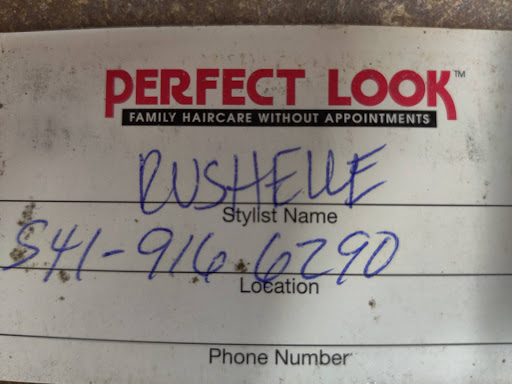 PERFECT LOOK™
FAMILY HAIRCARE WITHOUT APPOINTMENTS
RUSHELLE
Stylist Name
541-916-6290
Location
Phone Number